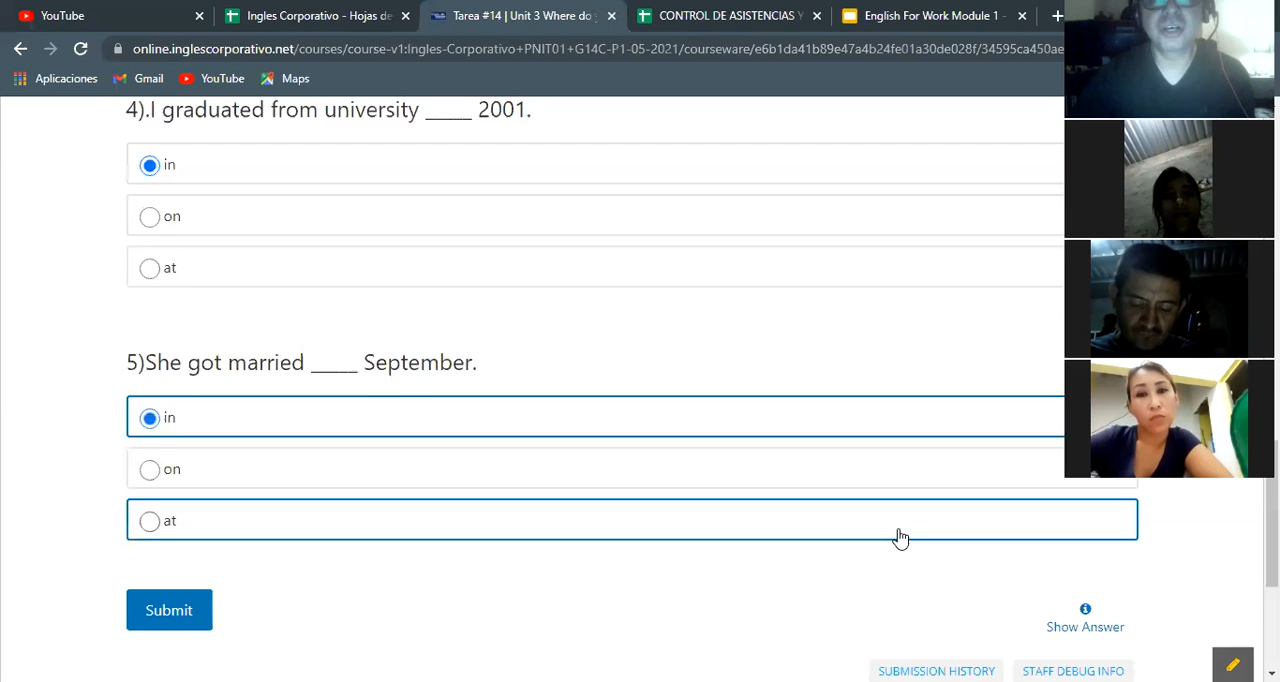 YouTube
Ingles Corporativo - Hojas de
Tarea #14 | Unit 3 Where do
CONTROL DE ASISTENCIAS Y
English For Work Module 1 -
online.inglescorporativo.net/courses/course-v1:Ingles-Corporativo+PNIT01+G14C-P1-05-2021/courseware/e6b1da41b89e47a4b24fe01a30de028f/34595ca450ae
Aplicaciones
Gmail
YouTube
Maps
4).I graduated from university _____ 2001.
in
on
at
5)She got married _____ September.
in
on
at
Submit
Show Answer
SUBMISSION HISTORY
STAFF DEBUG INFO